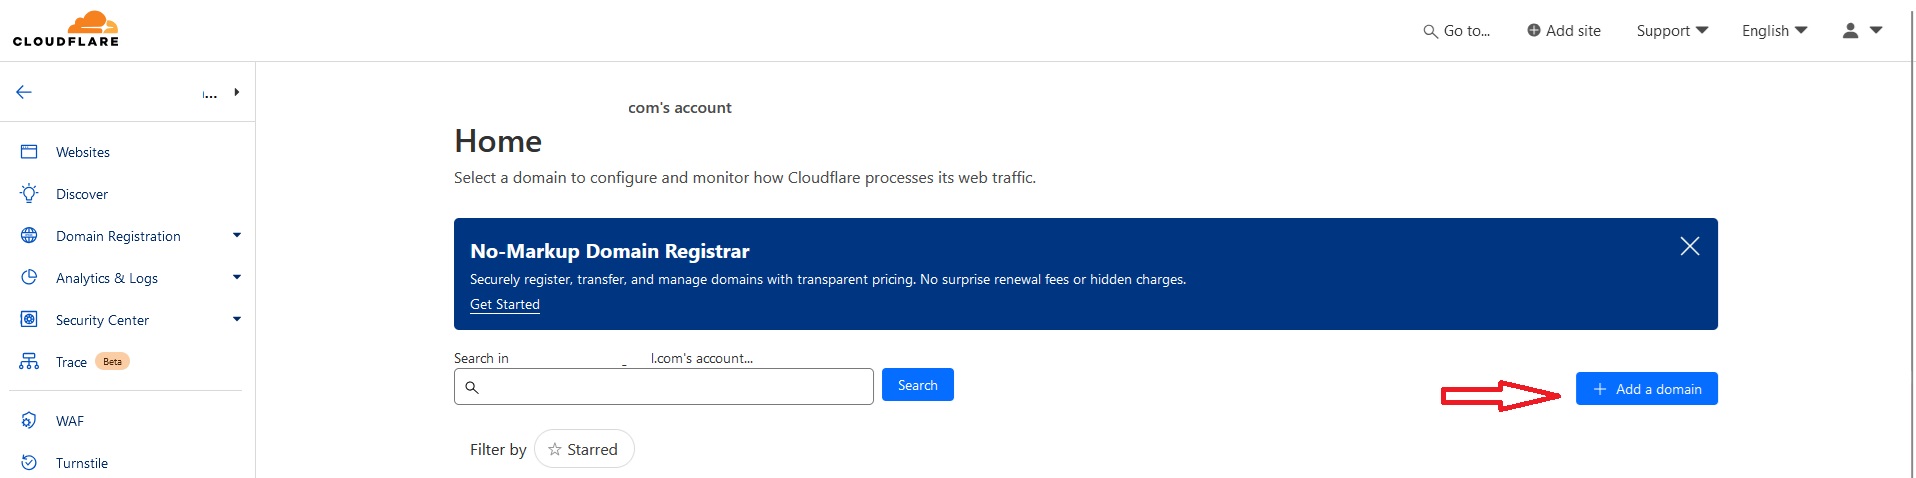 CLOUDFLARE
Go to...
Add site
Support
English
...
Websites
Discover
Domain Registration
Analytics & Logs
Security Center
Trace Beta
WAF
Turnstile
com's account
Home
Select a domain to configure and monitor how Cloudflare processes its web traffic.
No-Markup Domain Registrar
Securely register, transfer, and manage domains with transparent pricing. No surprise renewal fees or hidden charges.
Get Started
Search in l.com's account...
Search
+ Add a domain
Filter by Starred